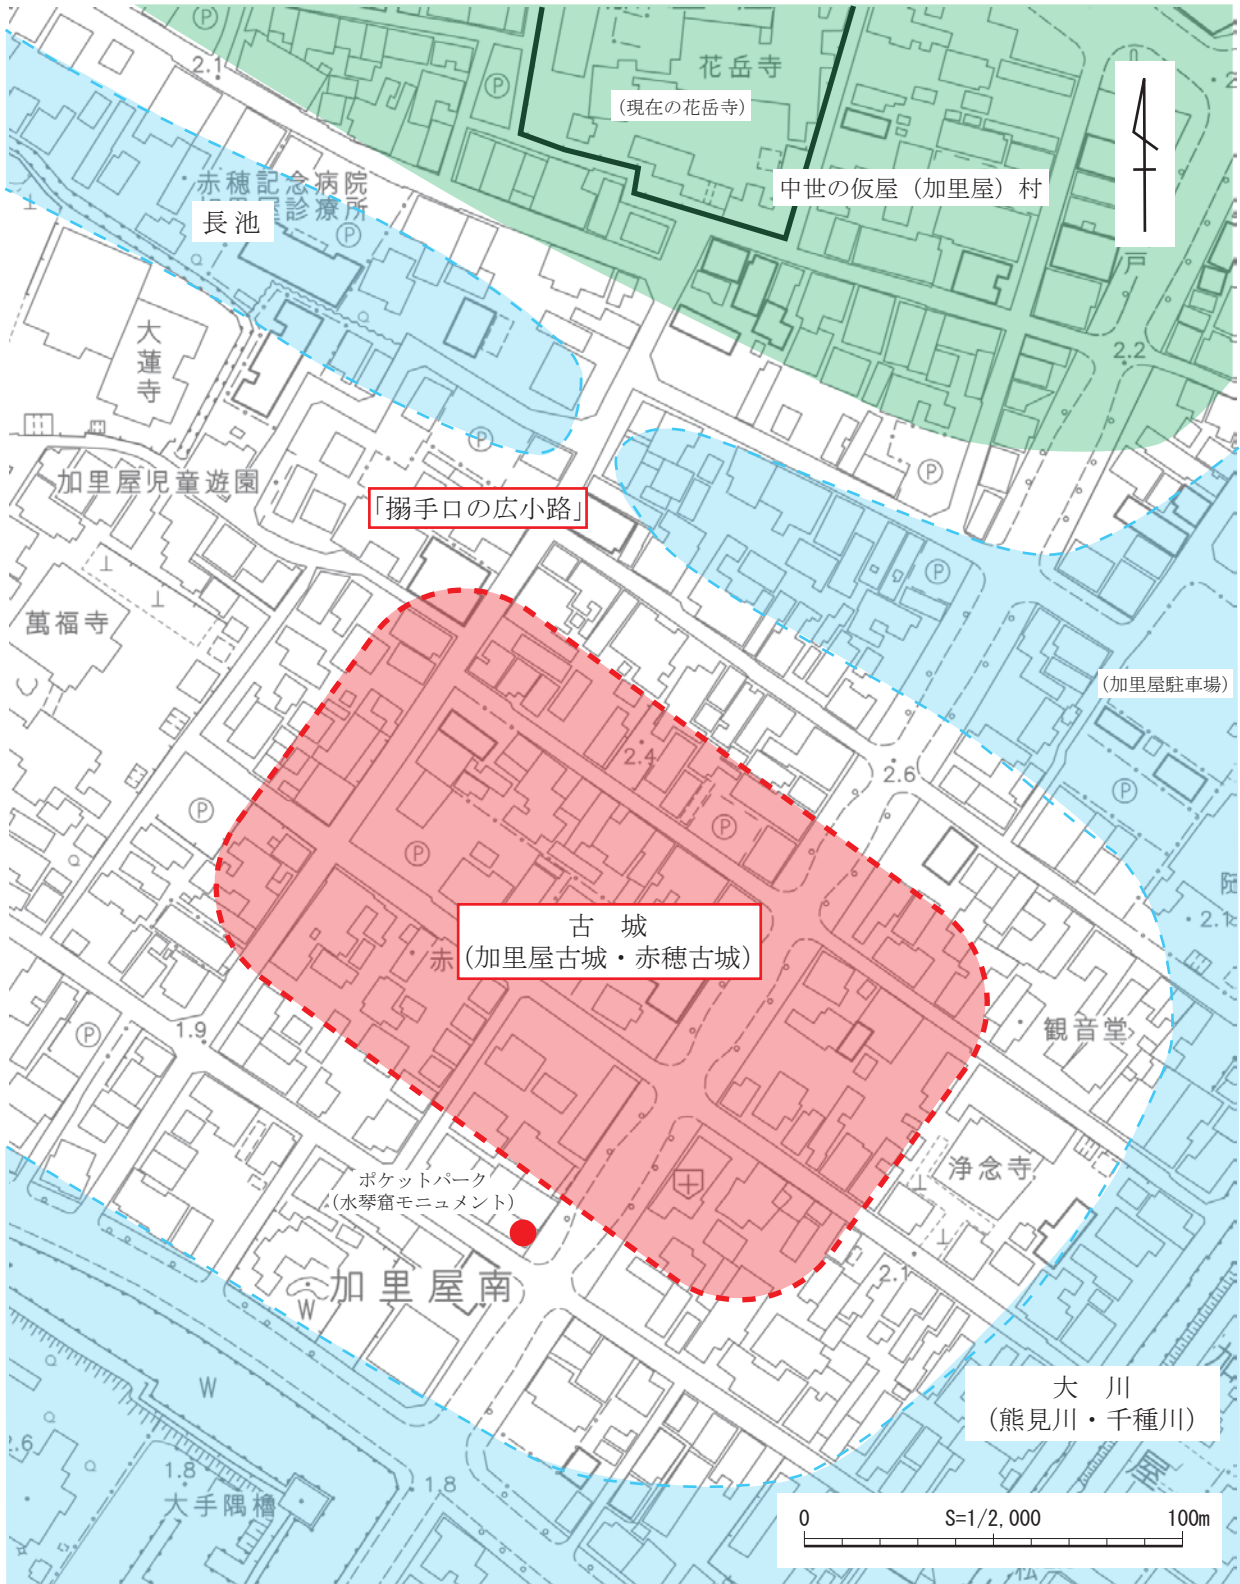 P
2.1
花岳寺
P
(現在の花岳寺)
赤穂記念病院
中世の仮屋（加里屋）村
長池
P
戸
大蓮寺
2.2
P
P
加里屋児童遊園
「搦手口の広小路」
P
萬福寺
(加里屋駐車場)
2.4
2.6
P
P
P
P
古　城
(加里屋古城・赤穂古城)
2.1
赤
1.9
P
観音堂
浄念寺
ポケットパーク
(水琴窟モニュメント)
2.1
加里屋南
W
W
大　川
(熊見川・千種川)
2.6
1.8
1.8
大手隅櫓
屋
0 S=1/2,000 100m
松